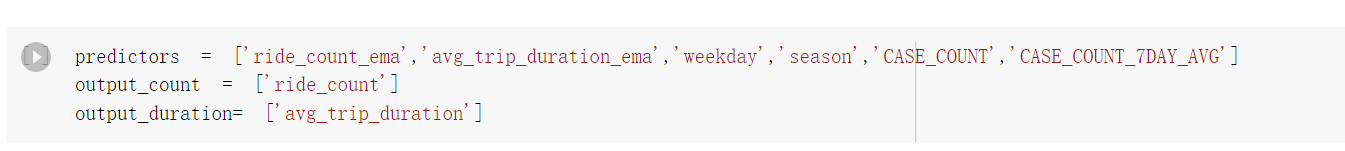 predictors = ['ride_count_ema','avg_trip_duration_ema','weekday','season','CASE_COUNT','CASE_COUNT_7DAY_AVG']
output_count = ['ride_count']
output_duration= ['avg_trip_duration']